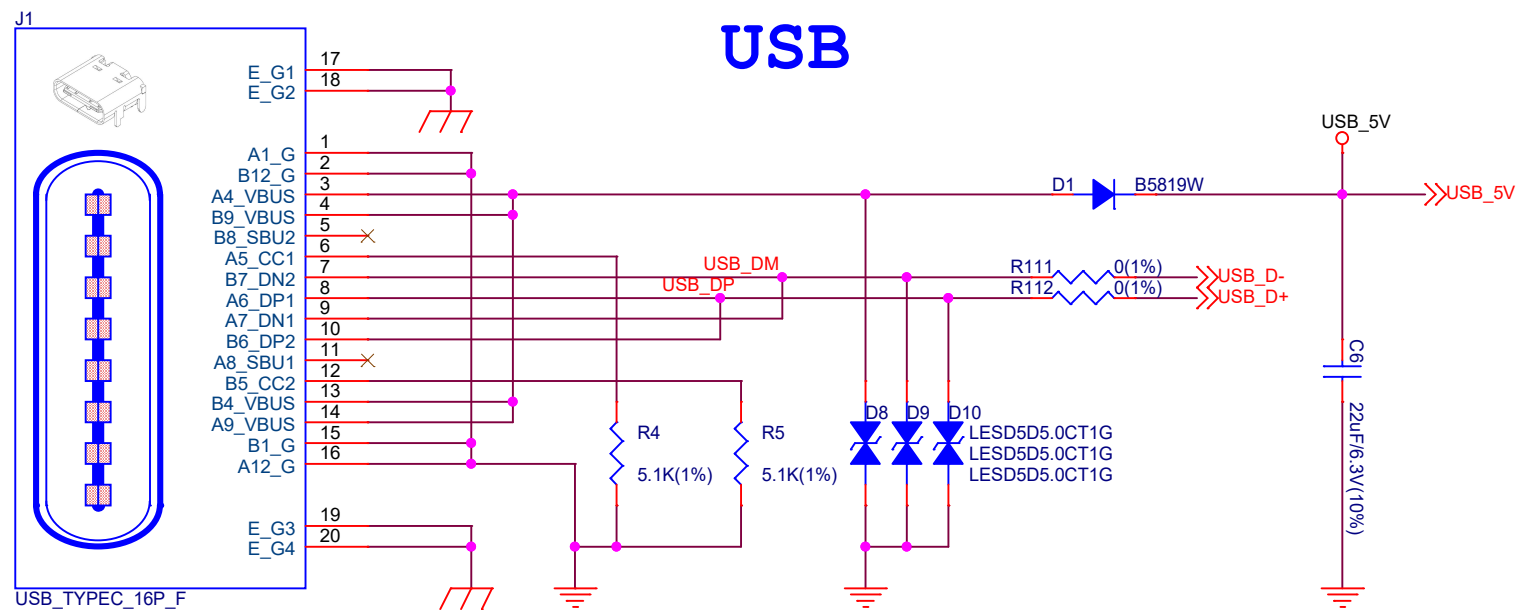 J1
USB
E_G1 17
E_G2 18
A1_G 1
B12_G 2
A4_VBUS 3
B9_VBUS 4
B8_SBU2 5
A5_CC1 6
B7_DN2 7
A6_DP1 8
A7_DN1 9
B6_DP2 10
A8_SBU1 11
B5_CC2 12
B4_VBUS 13
A9_VBUS 14
B1_G 15
A12_G 16
E_G3 19
E_G4 20
USB_TYPEC_16P_F
USB_5V
D1 B5819W
USB_5V
USB_DM
R111 0(1%) USB_D-
USB_DP
R112 0(1%) USB_D+
R4
5.1K(1%)
R5
5.1K(1%)
D8 D9 D10
LESD5D5.0CT1G
LESD5D5.0CT1G
LESD5D5.0CT1G
C6
22uF/6.3V(10%)